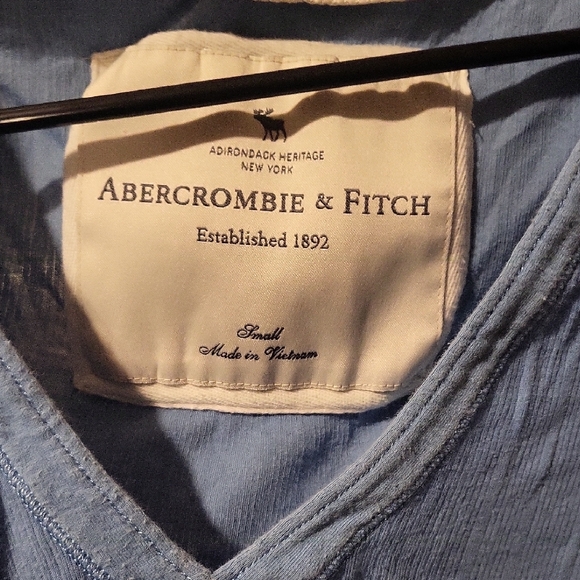 ADIRONDACK HERITAGE
NEW YORK
ABERCROMBIE & FITCH
Established 1892
Small
Made in Vietnam